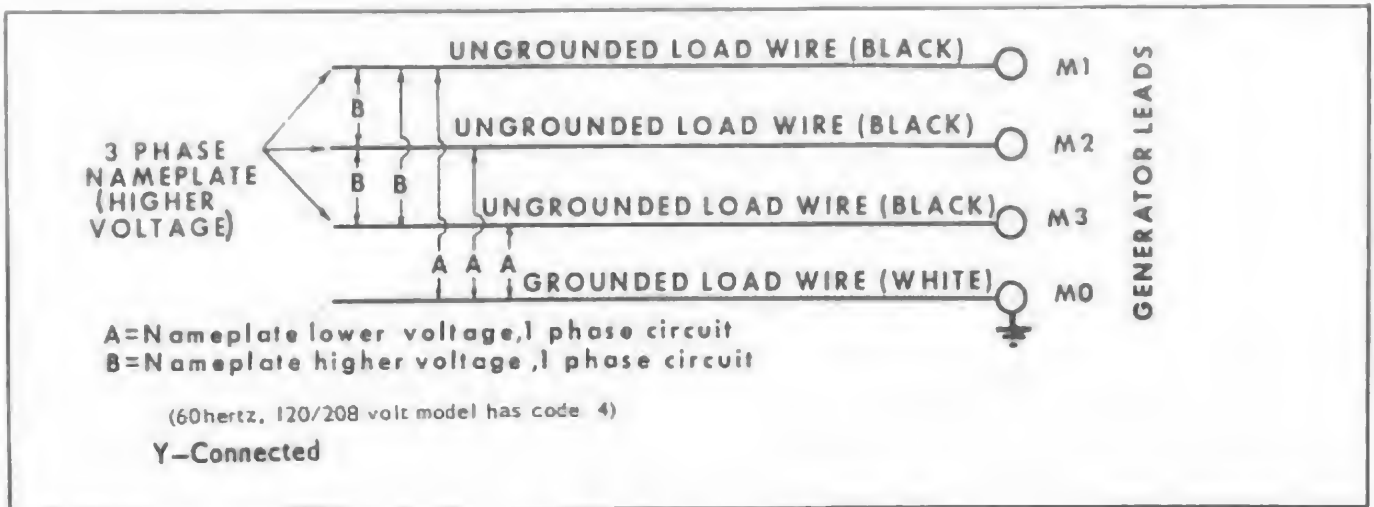 UNGROUNDED LOAD WIRE (BLACK)
M1
B
UNGROUNDED LOAD WIRE (BLACK)
M2
3 PHASE
NAMEPLATE
(HIGHER
VOLTAGE)
B
B
UNGROUNDED LOAD WIRE (BLACK)
M3
A
A
A
GROUNDED LOAD WIRE (WHITE)
M0
GENERATOR LEADS
A=Nameplate lower voltage,1 phase circuit
B=Nameplate higher voltage ,1 phase circuit
(60hertz, 120/208 volt model has code 4)
Y-Connected